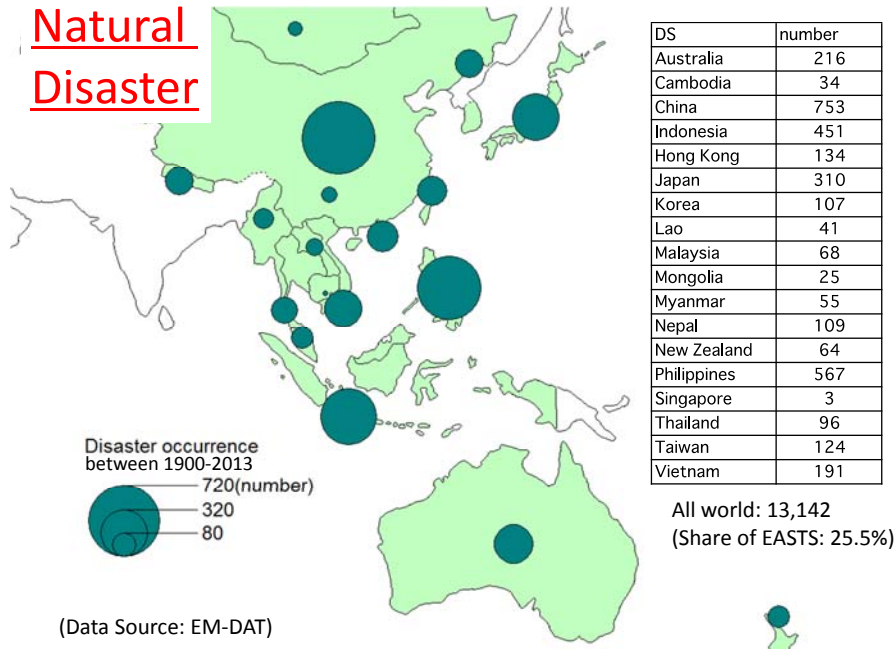 Natural
Disaster
DS number
Australia 216
Cambodia 34
China 753
Indonesia 451
Hong Kong 134
Japan 310
Korea 107
Lao 41
Malaysia 68
Mongolia 25
Myanmar 55
Nepal 109
New Zealand 64
Philippines 567
Singapore 3
Thailand 96
Taiwan 124
Vietnam 191
All world: 13,142
(Share of EASTS: 25.5%)
Disaster occurrence
between 1900-2013
720(number)
320
80
(Data Source: EM-DAT)